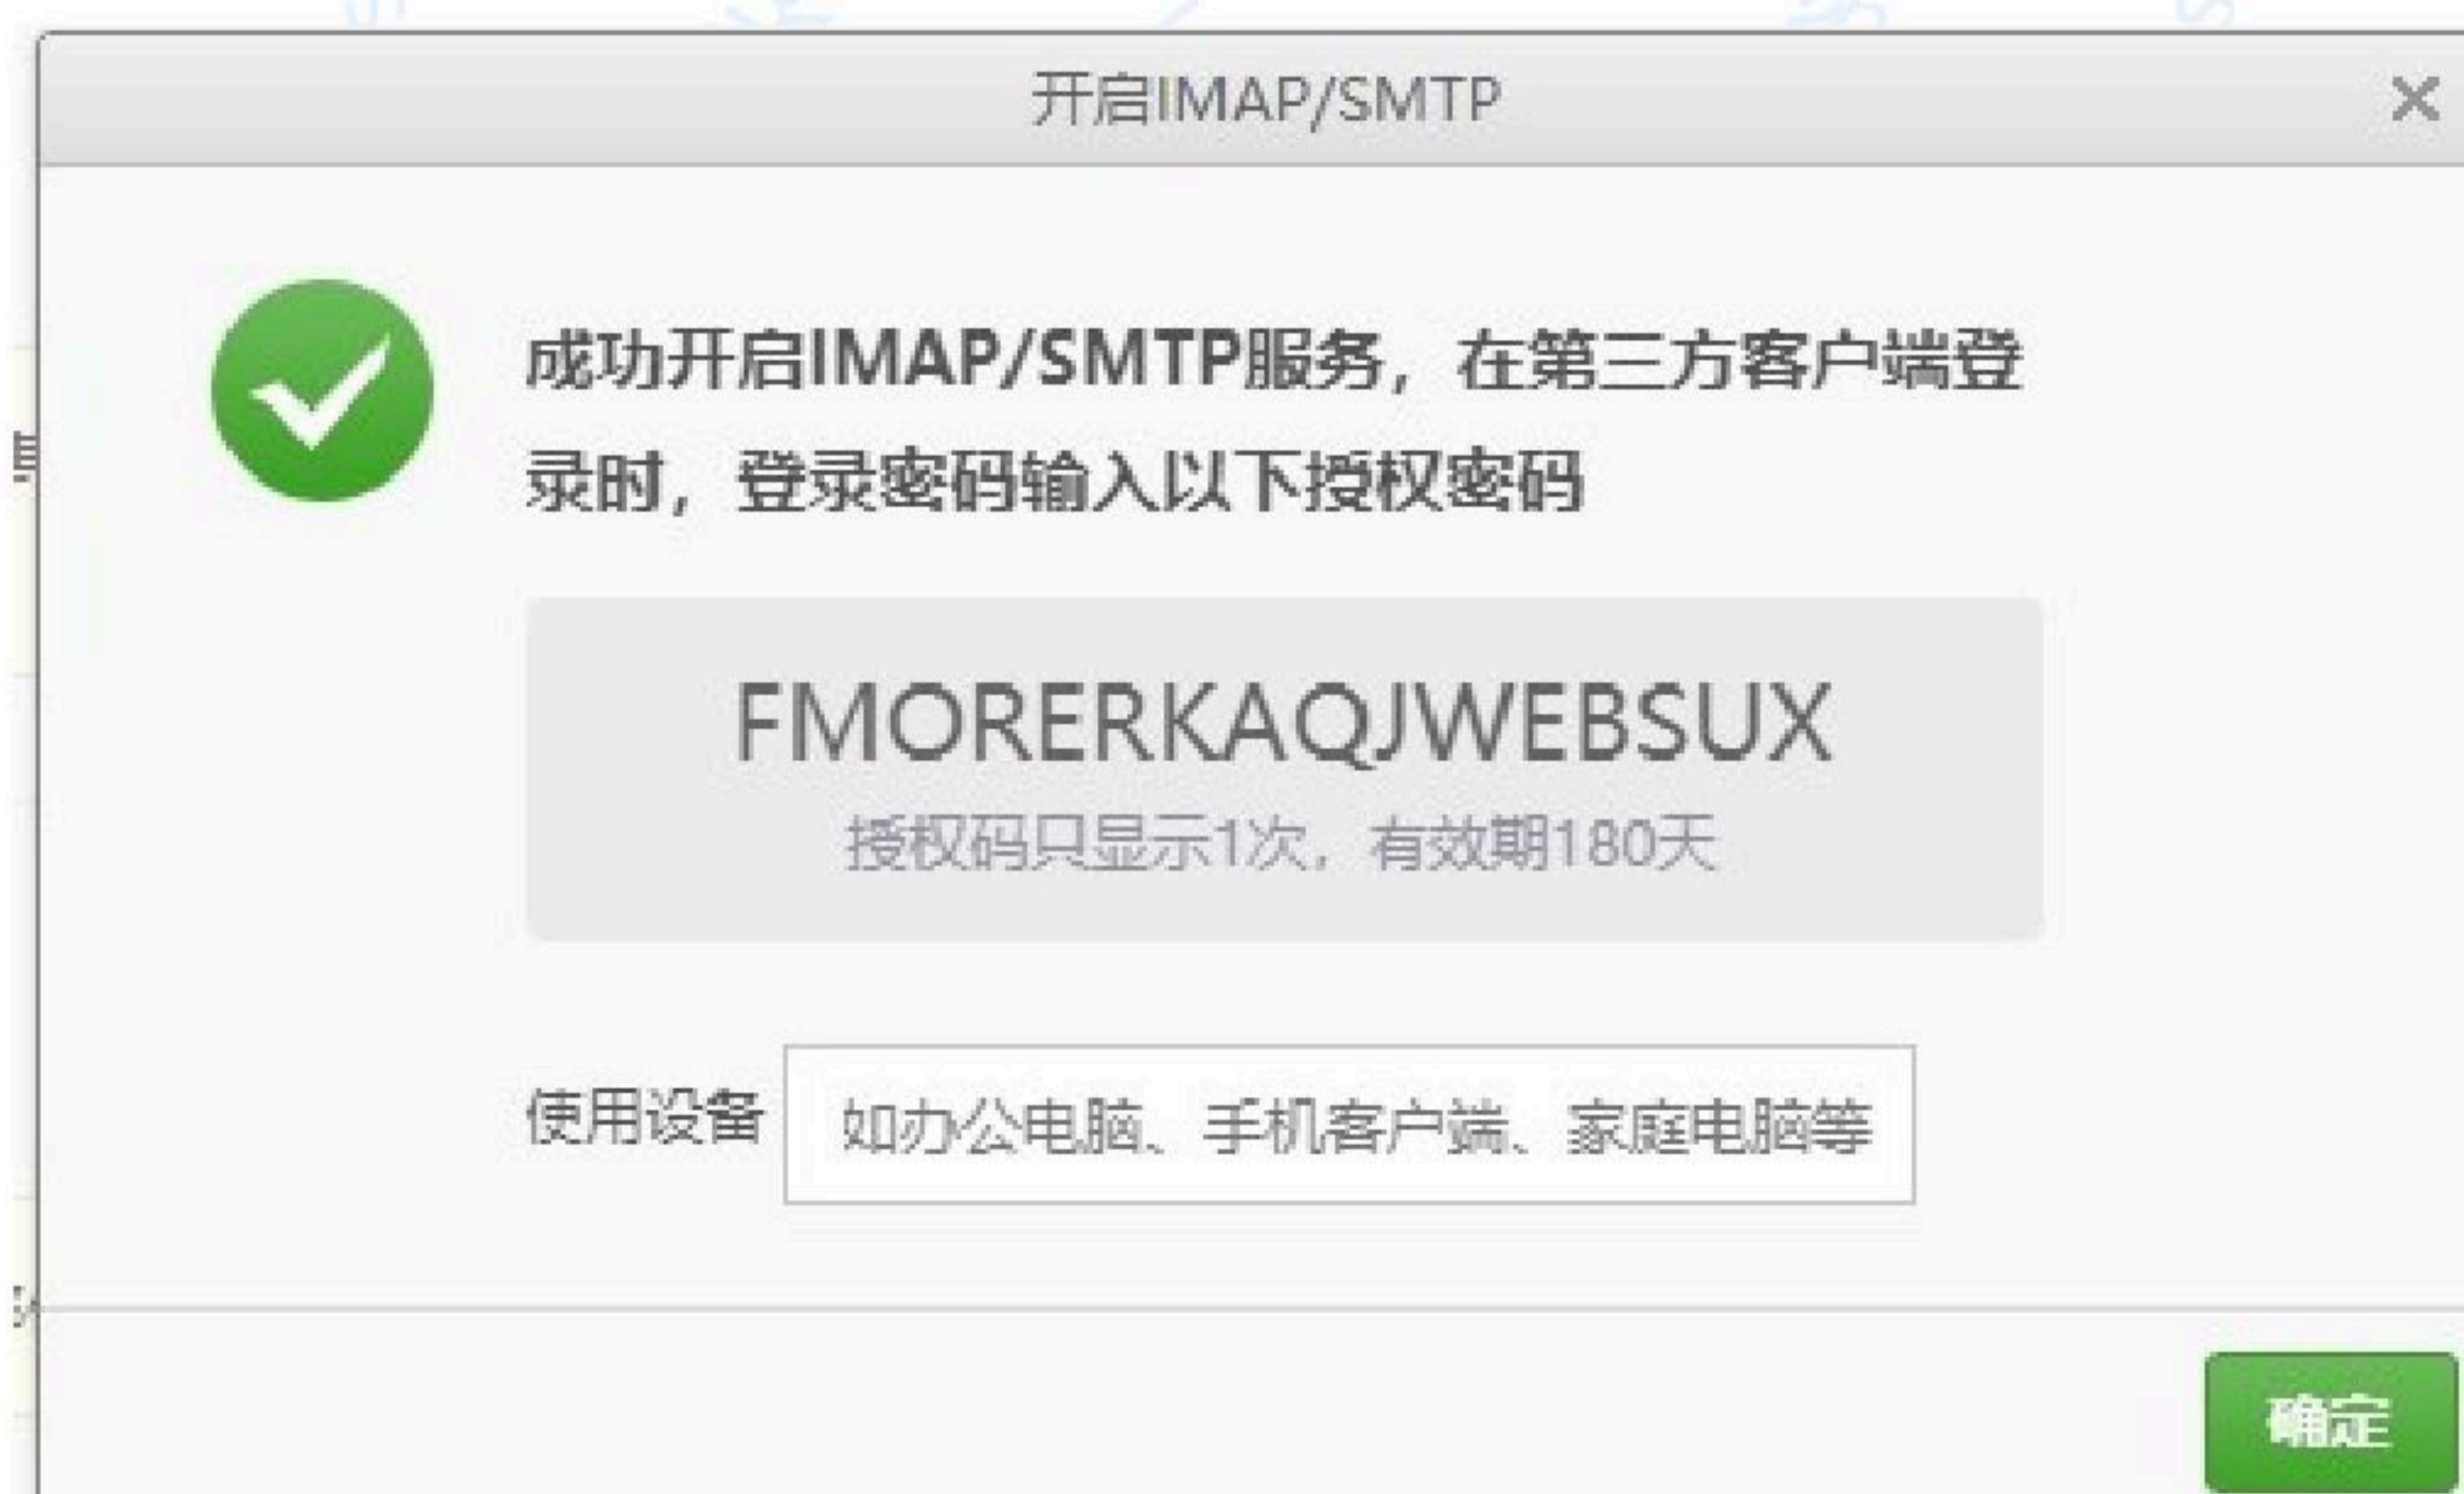 开启IMAP/SMTP
成功开启IMAP/SMTP服务，在第三方客户端登
录时，登录密码输入以下授权密码
FMORERKAQJWEBSUX
授权码只显示1次，有效期180天
使用设备 如办公电脑、手机客户端、家庭电脑等
确定